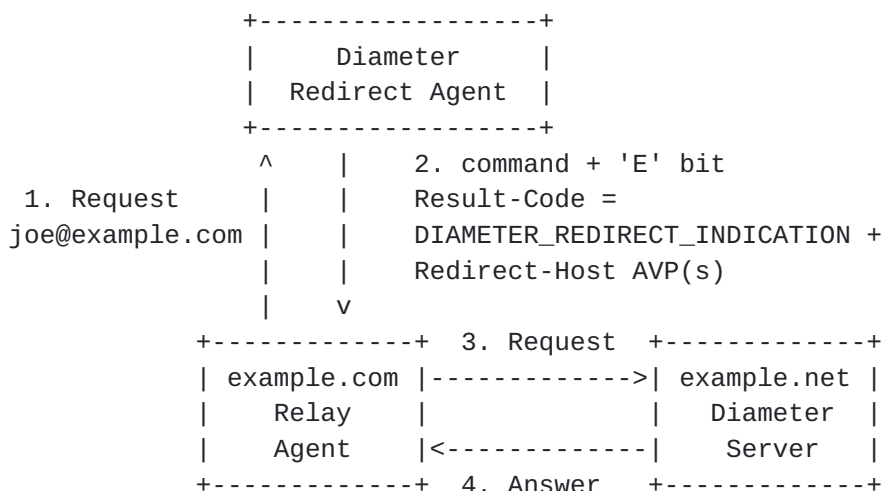 +------------------+
|     Diameter     |
|  Redirect Agent  |
+------------------+
^    |    2. command + 'E' bit
1. Request     |    |    Result-Code =
joe@example.com |    |    DIAMETER_REDIRECT_INDICATION +
|    |    Redirect-Host AVP(s)
|    v
+-------------+  3. Request  +-------------+
| example.com |------------->| example.net |
|    Relay    |              |   Diameter  |
|    Agent    |<-------------|    Server   |
+-------------+  4. Answer   +-------------+